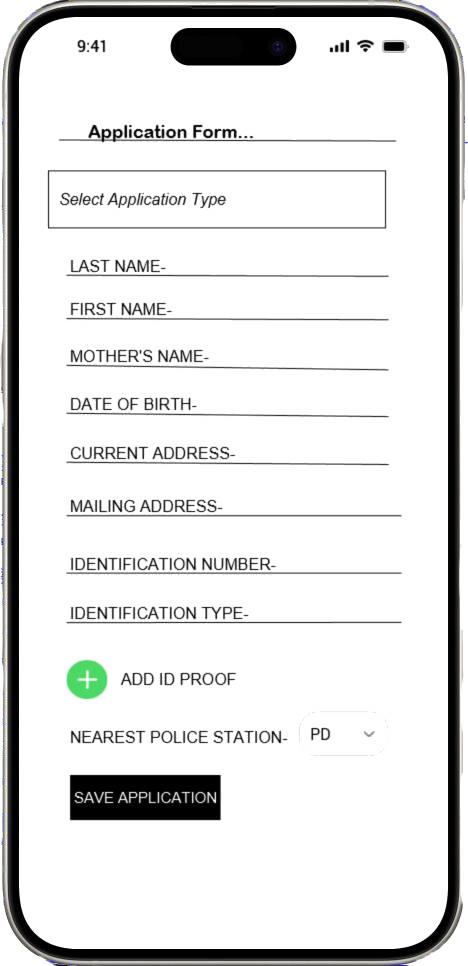 9:41
Application Form...
Select Application Type
LAST NAME-
FIRST NAME-
MOTHER'S NAME-
DATE OF BIRTH-
CURRENT ADDRESS-
MAILING ADDRESS-
IDENTIFICATION NUMBER-
IDENTIFICATION TYPE-
ADD ID PROOF
NEAREST POLICE STATION- PD
SAVE APPLICATION